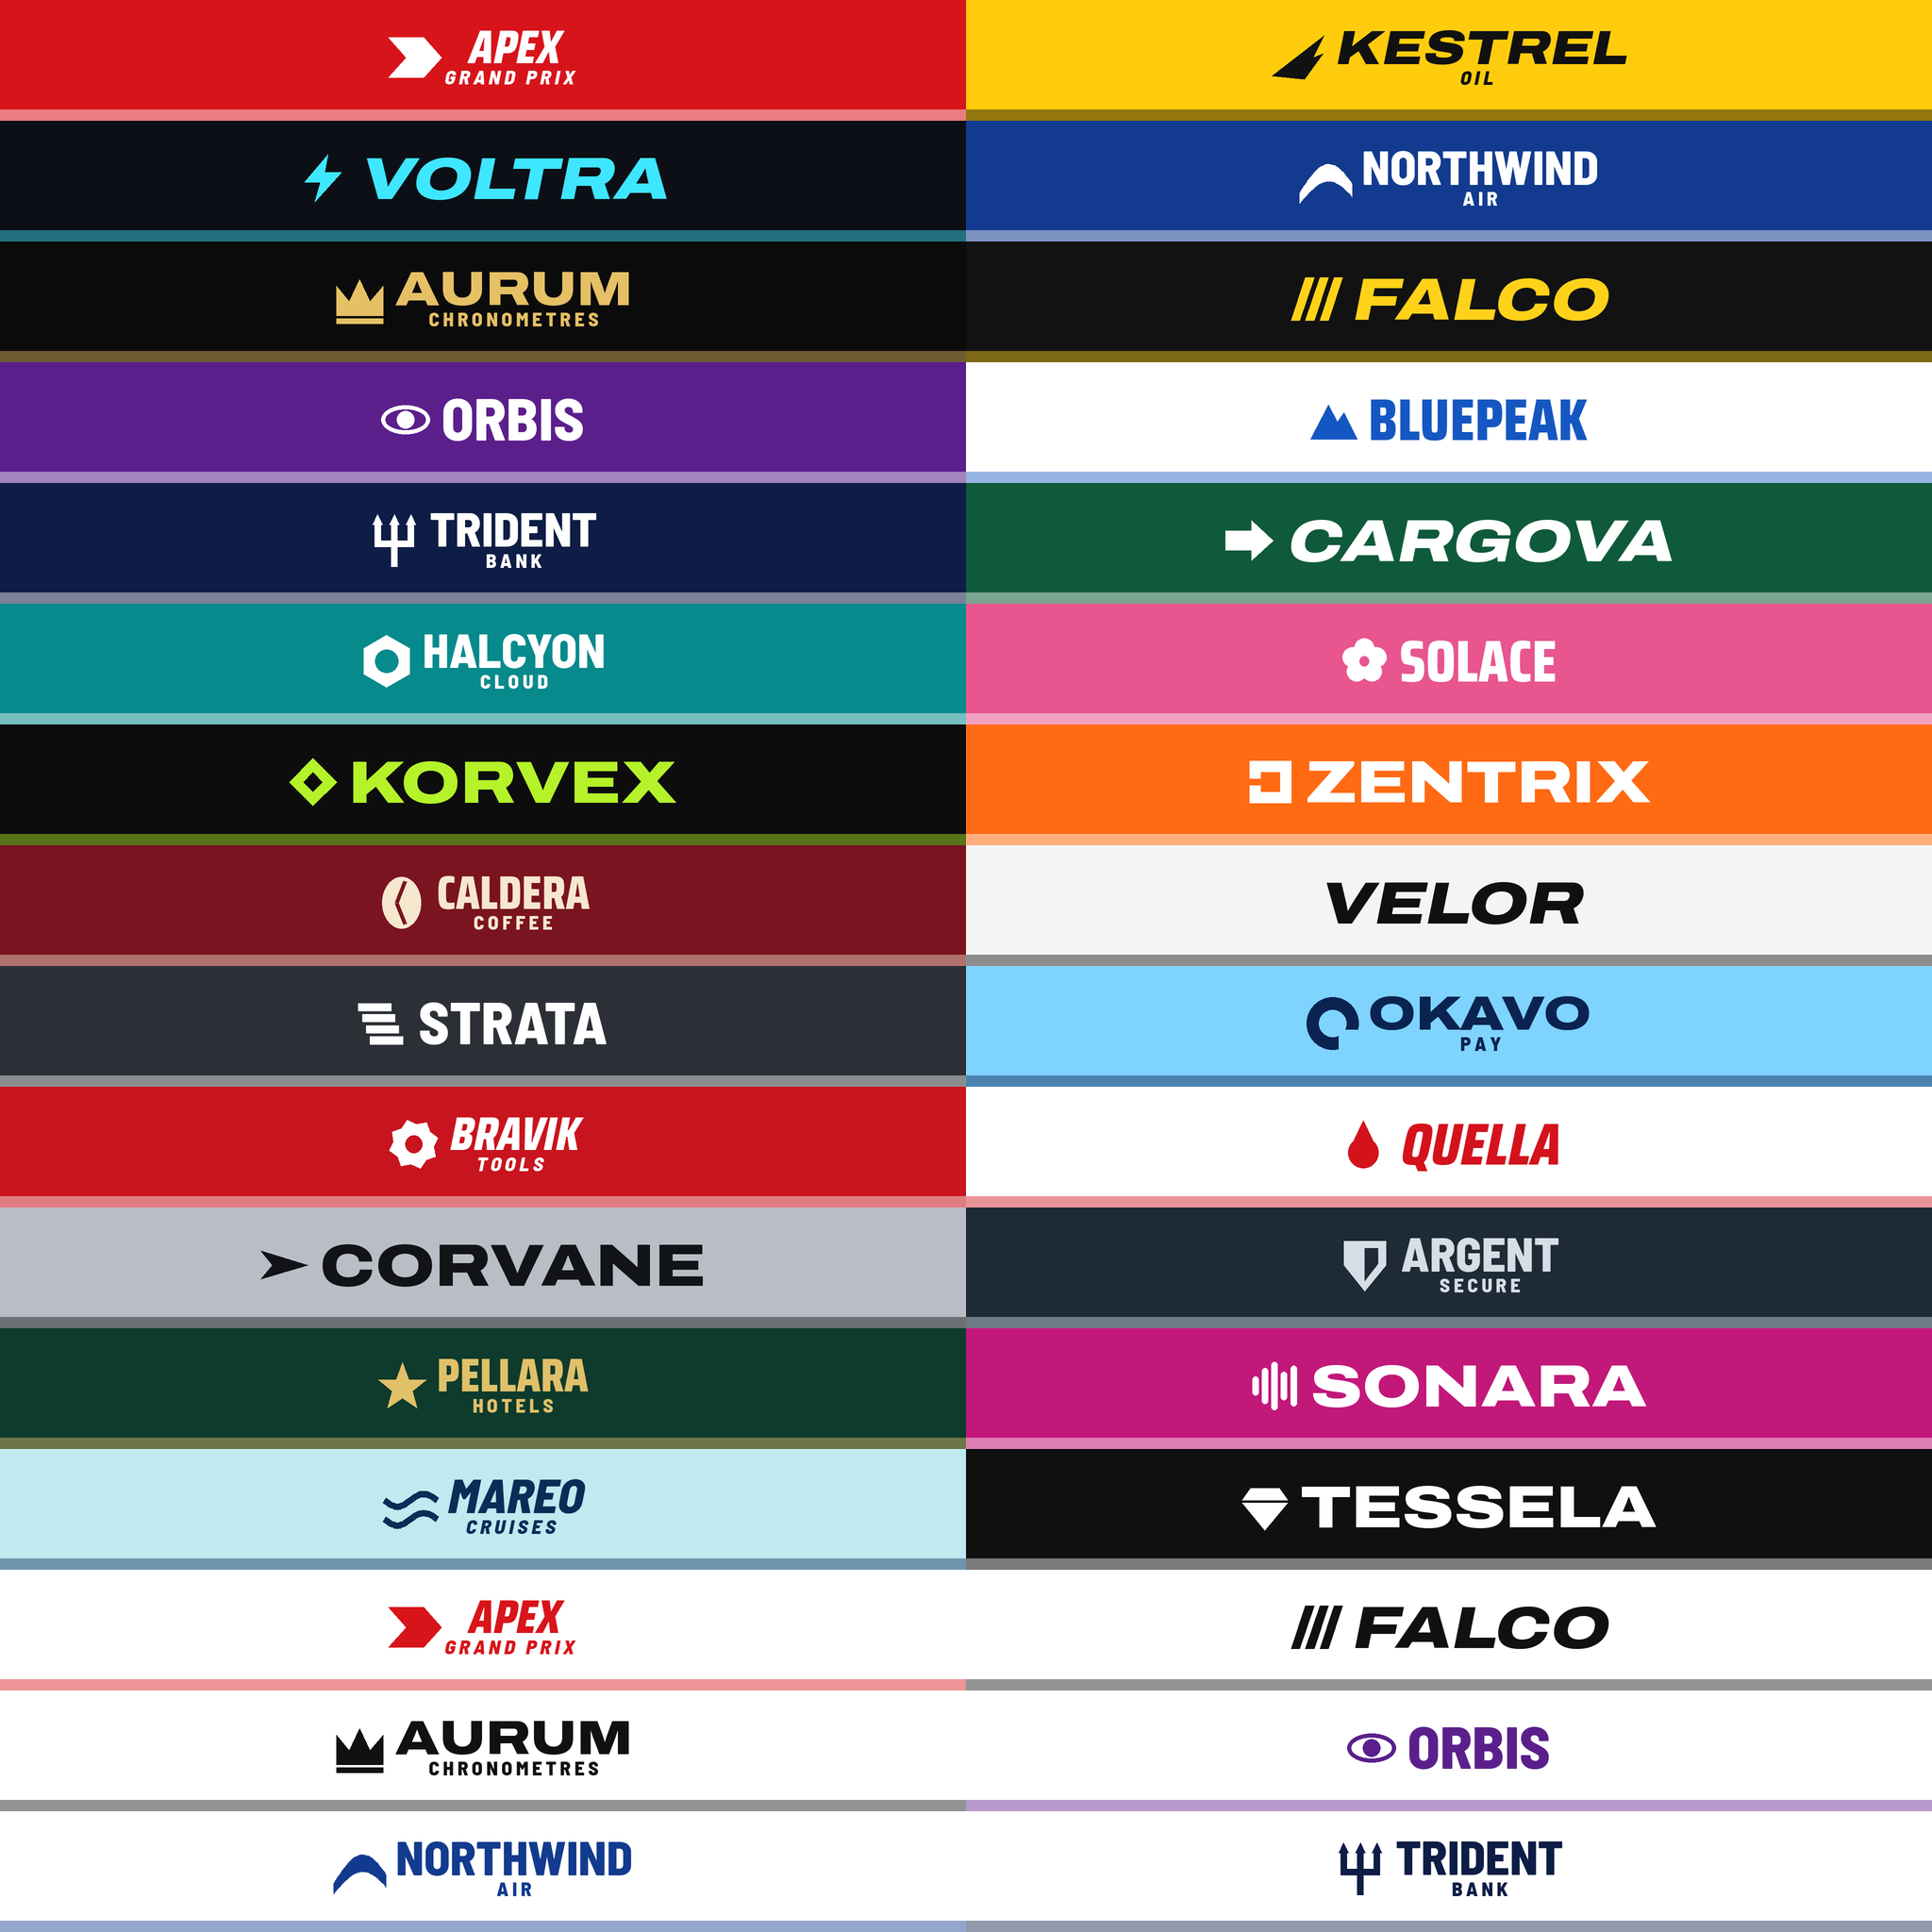 APEX
GRAND PRIX
KESTREL
OIL
VOLTRA
NORTHWIND
AIR
AURUM
CHRONOMETRES
FALCO
ORBIS
BLUEPEAK
TRIDENT
BANK
CARGOVA
HALCYON
CLOUD
SOLACE
KORVEX
ZENTRIX
CALDERA
COFFEE
VELOR
STRATA
OKAVO
PAY
BRAVIK
TOOLS
QUELLA
CORVANE
ARGENT
SECURE
PELLARA
HOTELS
SONARA
MAREO
CRUISES
TESSELA
APEX
GRAND PRIX
FALCO
AURUM
CHRONOMETRES
ORBIS
NORTHWIND
AIR
TRIDENT
BANK